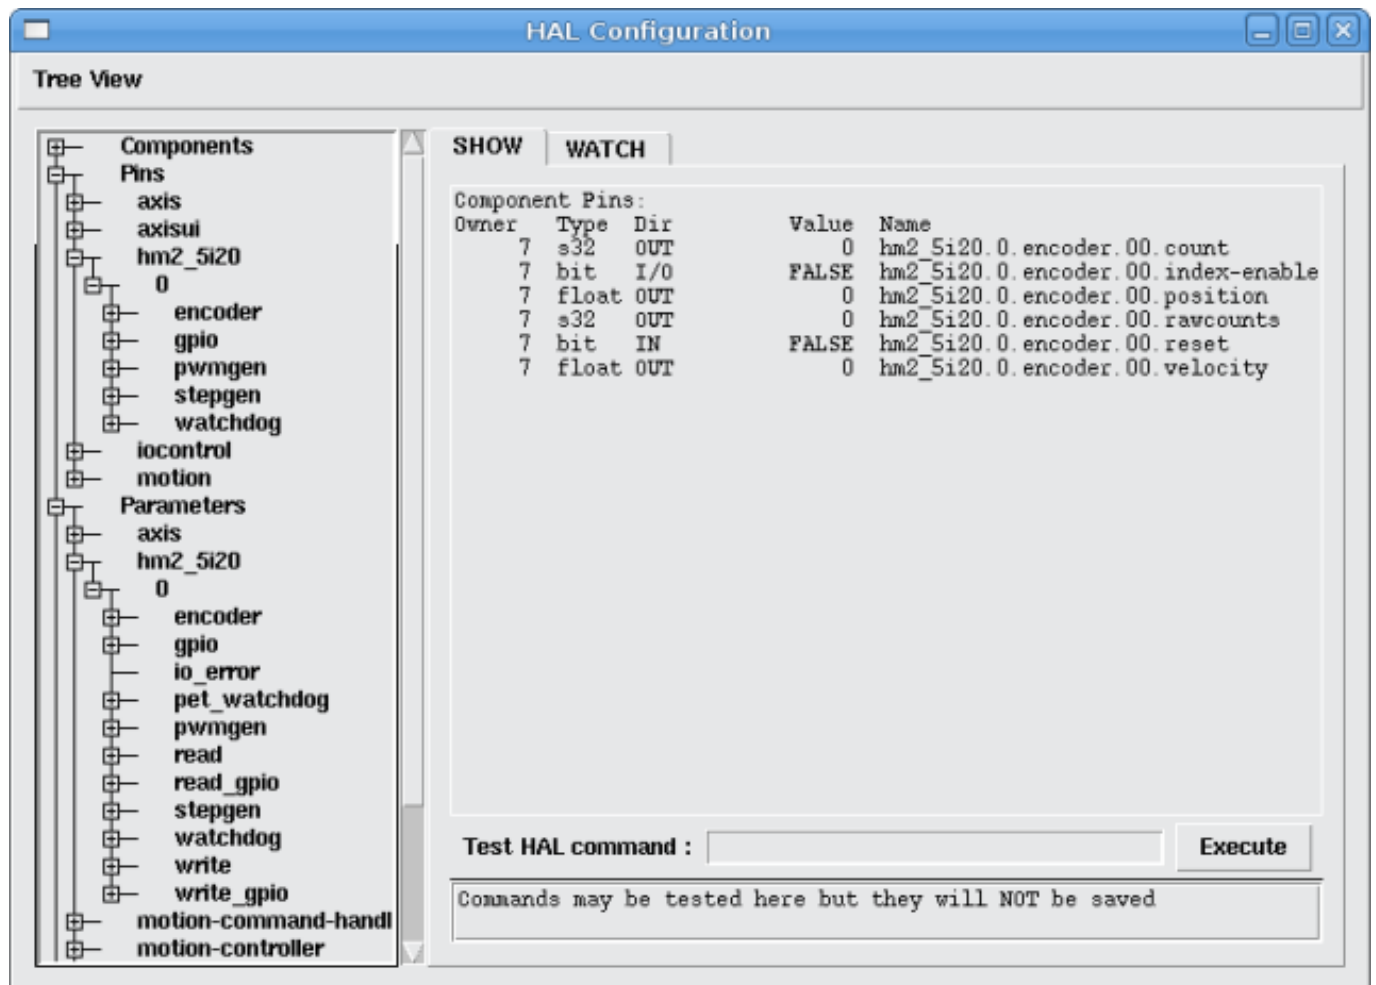 HAL Configuration
Tree View
Components
Pins
axis
axisui
hm2_5i20
0
encoder
gpio
pwmgen
stepgen
watchdog
iocontrol
motion
Parameters
axis
hm2_5i20
0
encoder
gpio
io_error
pet_watchdog
pwmgen
read
read_gpio
stepgen
watchdog
write
write_gpio
motion-command-handl
motion-controller
SHOW WATCH
Component Pins:
Owner Type Dir Value Name
7 s32 OUT 0 hm2_5i20.0.encoder.00.count
7 bit I/O FALSE hm2_5i20.0.encoder.00.index-enable
7 float OUT 0 hm2_5i20.0.encoder.00.position
7 s32 OUT 0 hm2_5i20.0.encoder.00.rawcounts
7 bit IN FALSE hm2_5i20.0.encoder.00.reset
7 float OUT 0 hm2_5i20.0.encoder.00.velocity
Test HAL command : Execute
Commands may be tested here but they will NOT be saved